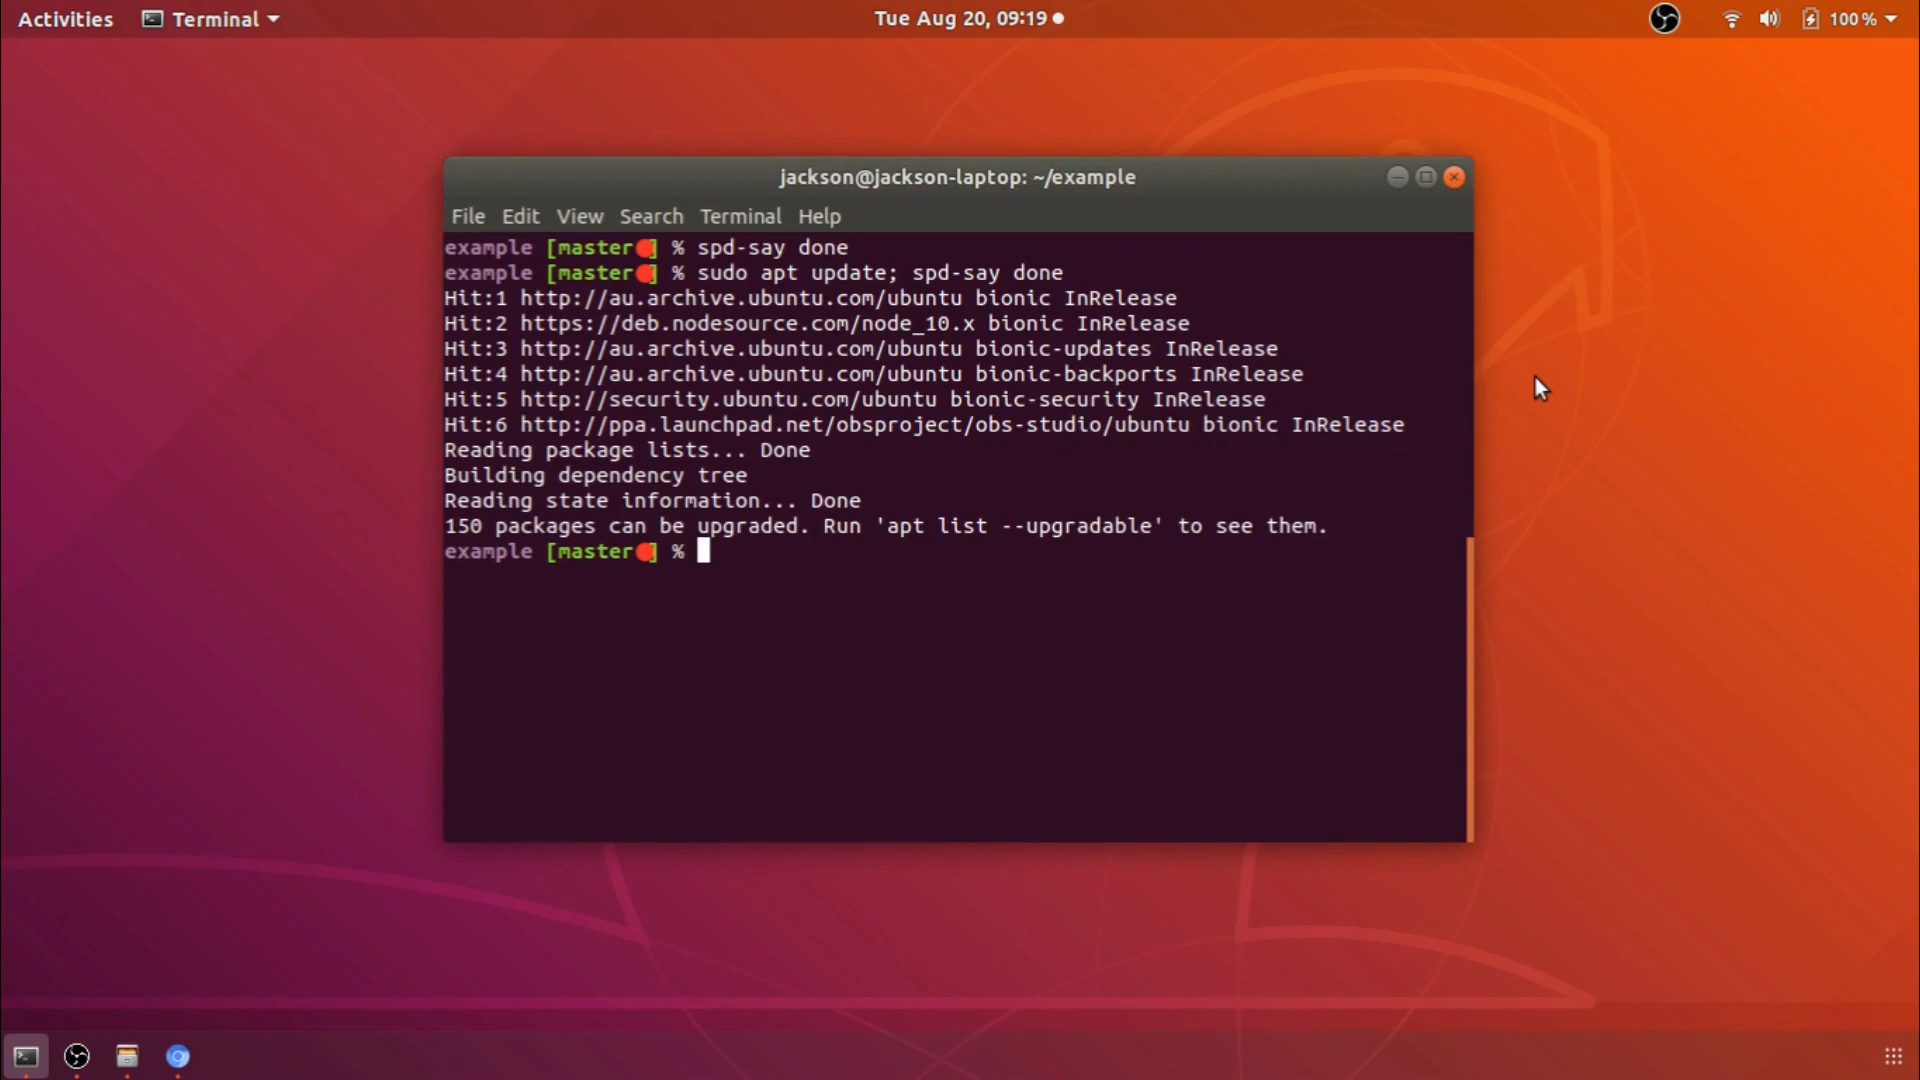 Activities Terminal Tue Aug 20, 09:19 100 %
jackson@jackson-laptop: ~/example
File Edit View Search Terminal Help
example [master] % spd-say done
example [master] % sudo apt update; spd-say done
Hit:1 http://au.archive.ubuntu.com/ubuntu bionic InRelease
Hit:2 https://deb.nodesource.com/node_10.x bionic InRelease
Hit:3 http://au.archive.ubuntu.com/ubuntu bionic-updates InRelease
Hit:4 http://au.archive.ubuntu.com/ubuntu bionic-backports InRelease
Hit:5 http://security.ubuntu.com/ubuntu bionic-security InRelease
Hit:6 http://ppa.launchpad.net/obsproject/obs-studio/ubuntu bionic InRelease
Reading package lists... Done
Building dependency tree
Reading state information... Done
150 packages can be upgraded. Run 'apt list --upgradable' to see them.
example [master] %